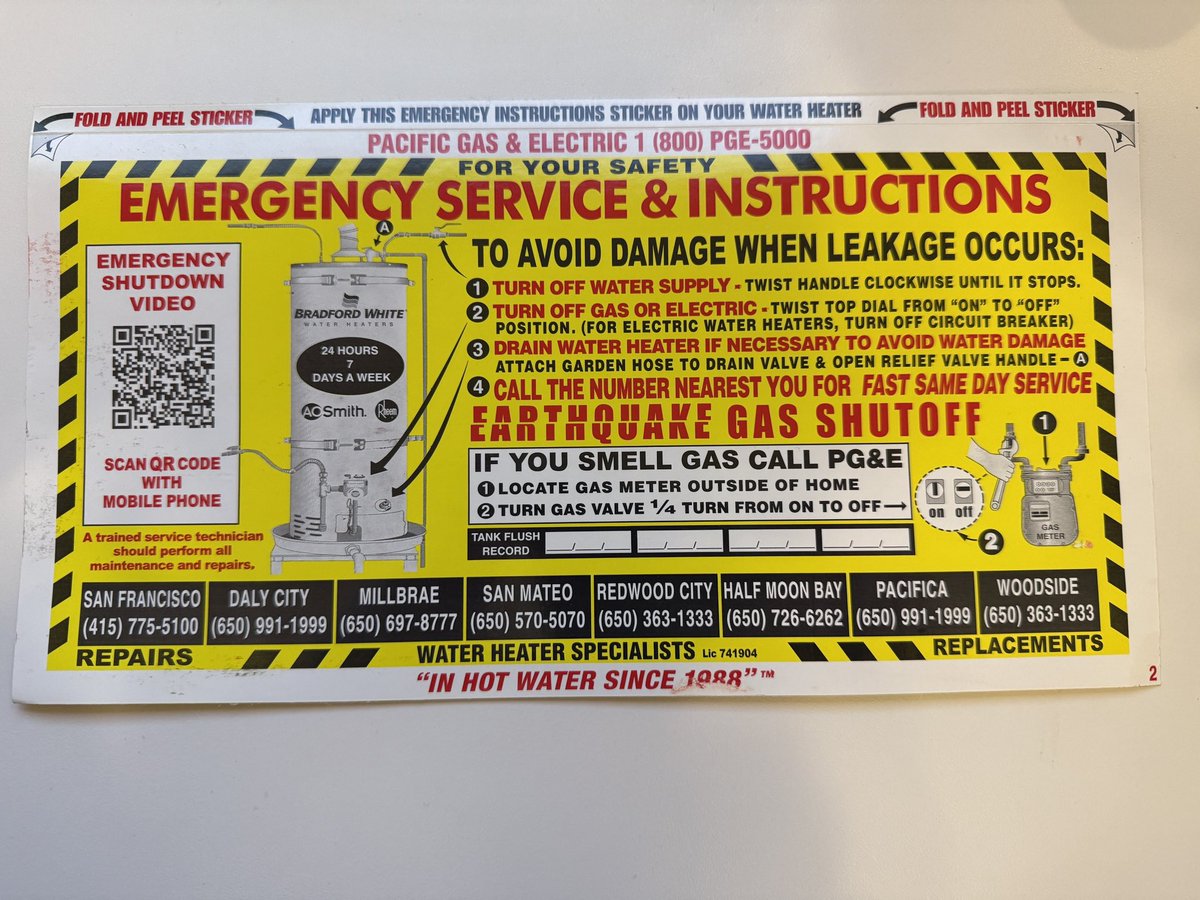 FOLD AND PEEL STICKER
APPLY THIS EMERGENCY INSTRUCTIONS STICKER ON YOUR WATER HEATER
FOLD AND PEEL STICKER
PACIFIC GAS & ELECTRIC 1 (800) PGE-5000
FOR YOUR SAFETY
EMERGENCY SERVICE & INSTRUCTIONS
EMERGENCY
SHUTDOWN
VIDEO
SCAN QR CODE
WITH
MOBILE PHONE
A trained service technician
should perform all
maintenance and repairs.
A
BRADFORD WHITE
WATER HEATERS
24 HOURS
7
DAYS A WEEK
AO Smith.
Rheem
TO AVOID DAMAGE WHEN LEAKAGE OCCURS:
1 TURN OFF WATER SUPPLY - TWIST HANDLE CLOCKWISE UNTIL IT STOPS.
2 TURN OFF GAS OR ELECTRIC - TWIST TOP DIAL FROM “ON” TO “OFF”
POSITION. (FOR ELECTRIC WATER HEATERS, TURN OFF CIRCUIT BREAKER)
3 DRAIN WATER HEATER IF NECESSARY TO AVOID WATER DAMAGE
ATTACH GARDEN HOSE TO DRAIN VALVE & OPEN RELIEF VALVE HANDLE – A
4 CALL THE NUMBER NEAREST YOU FOR FAST SAME DAY SERVICE
EARTHQUAKE GAS SHUTOFF
IF YOU SMELL GAS CALL PG&E
1 LOCATE GAS METER OUTSIDE OF HOME
2 TURN GAS VALVE 1/4 TURN FROM ON TO OFF
TANK FLUSH
RECORD
1
on off
2
GAS
METER
SAN FRANCISCO
(415) 775-5100
DALY CITY
(650) 991-1999
MILLBRAE
(650) 697-8777
SAN MATEO
(650) 570-5070
REDWOOD CITY
(650) 363-1333
HALF MOON BAY
(650) 726-6262
PACIFICA
(650) 991-1999
WOODSIDE
(650) 363-1333
REPAIRS
WATER HEATER SPECIALISTS Lic 741904
REPLACEMENTS
“IN HOT WATER SINCE 1988”™
2